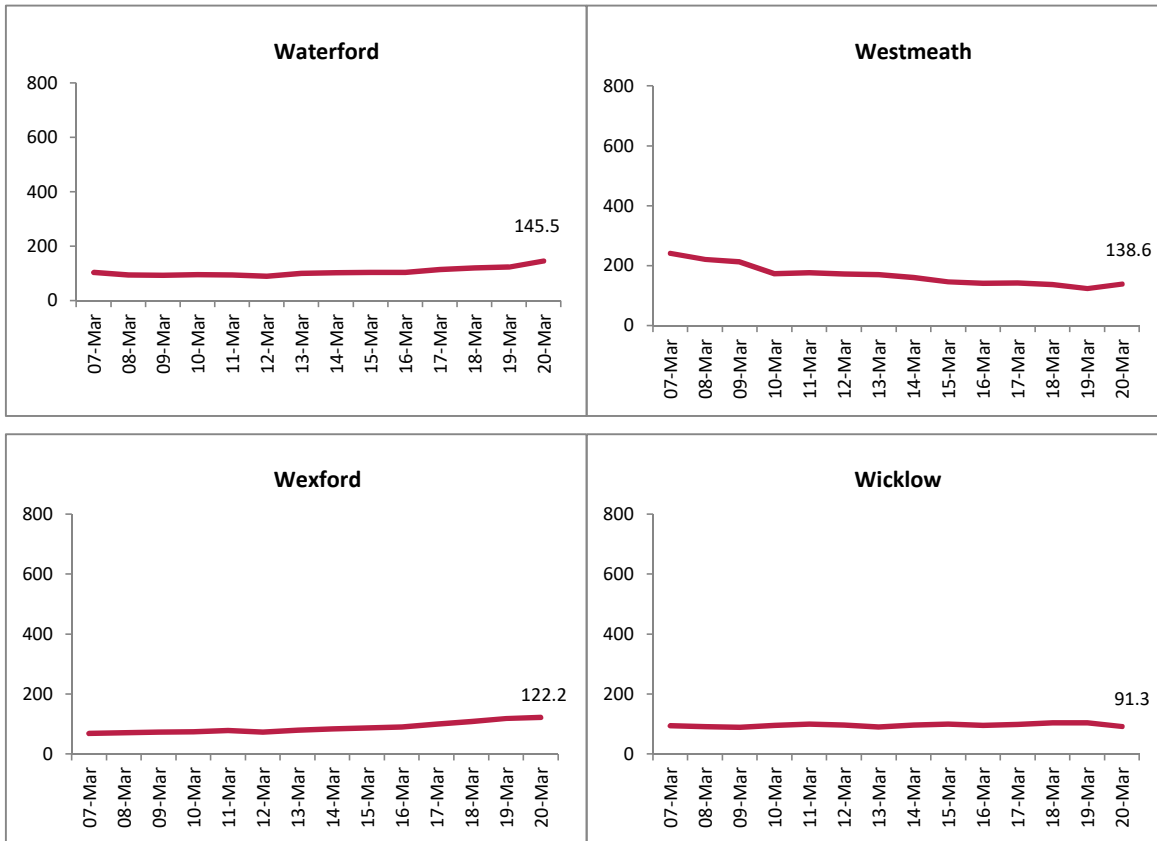 Waterford
800
600
400
200
0
145.5
07-Mar
08-Mar
09-Mar
10-Mar
11-Mar
12-Mar
13-Mar
14-Mar
15-Mar
16-Mar
17-Mar
18-Mar
19-Mar
20-Mar
Westmeath
800
600
400
200
0
138.6
07-Mar
08-Mar
09-Mar
10-Mar
11-Mar
12-Mar
13-Mar
14-Mar
15-Mar
16-Mar
17-Mar
18-Mar
19-Mar
20-Mar
Wexford
800
600
400
200
0
122.2
07-Mar
08-Mar
09-Mar
10-Mar
11-Mar
12-Mar
13-Mar
14-Mar
15-Mar
16-Mar
17-Mar
18-Mar
19-Mar
20-Mar
Wicklow
800
600
400
200
0
91.3
07-Mar
08-Mar
09-Mar
10-Mar
11-Mar
12-Mar
13-Mar
14-Mar
15-Mar
16-Mar
17-Mar
18-Mar
19-Mar
20-Mar